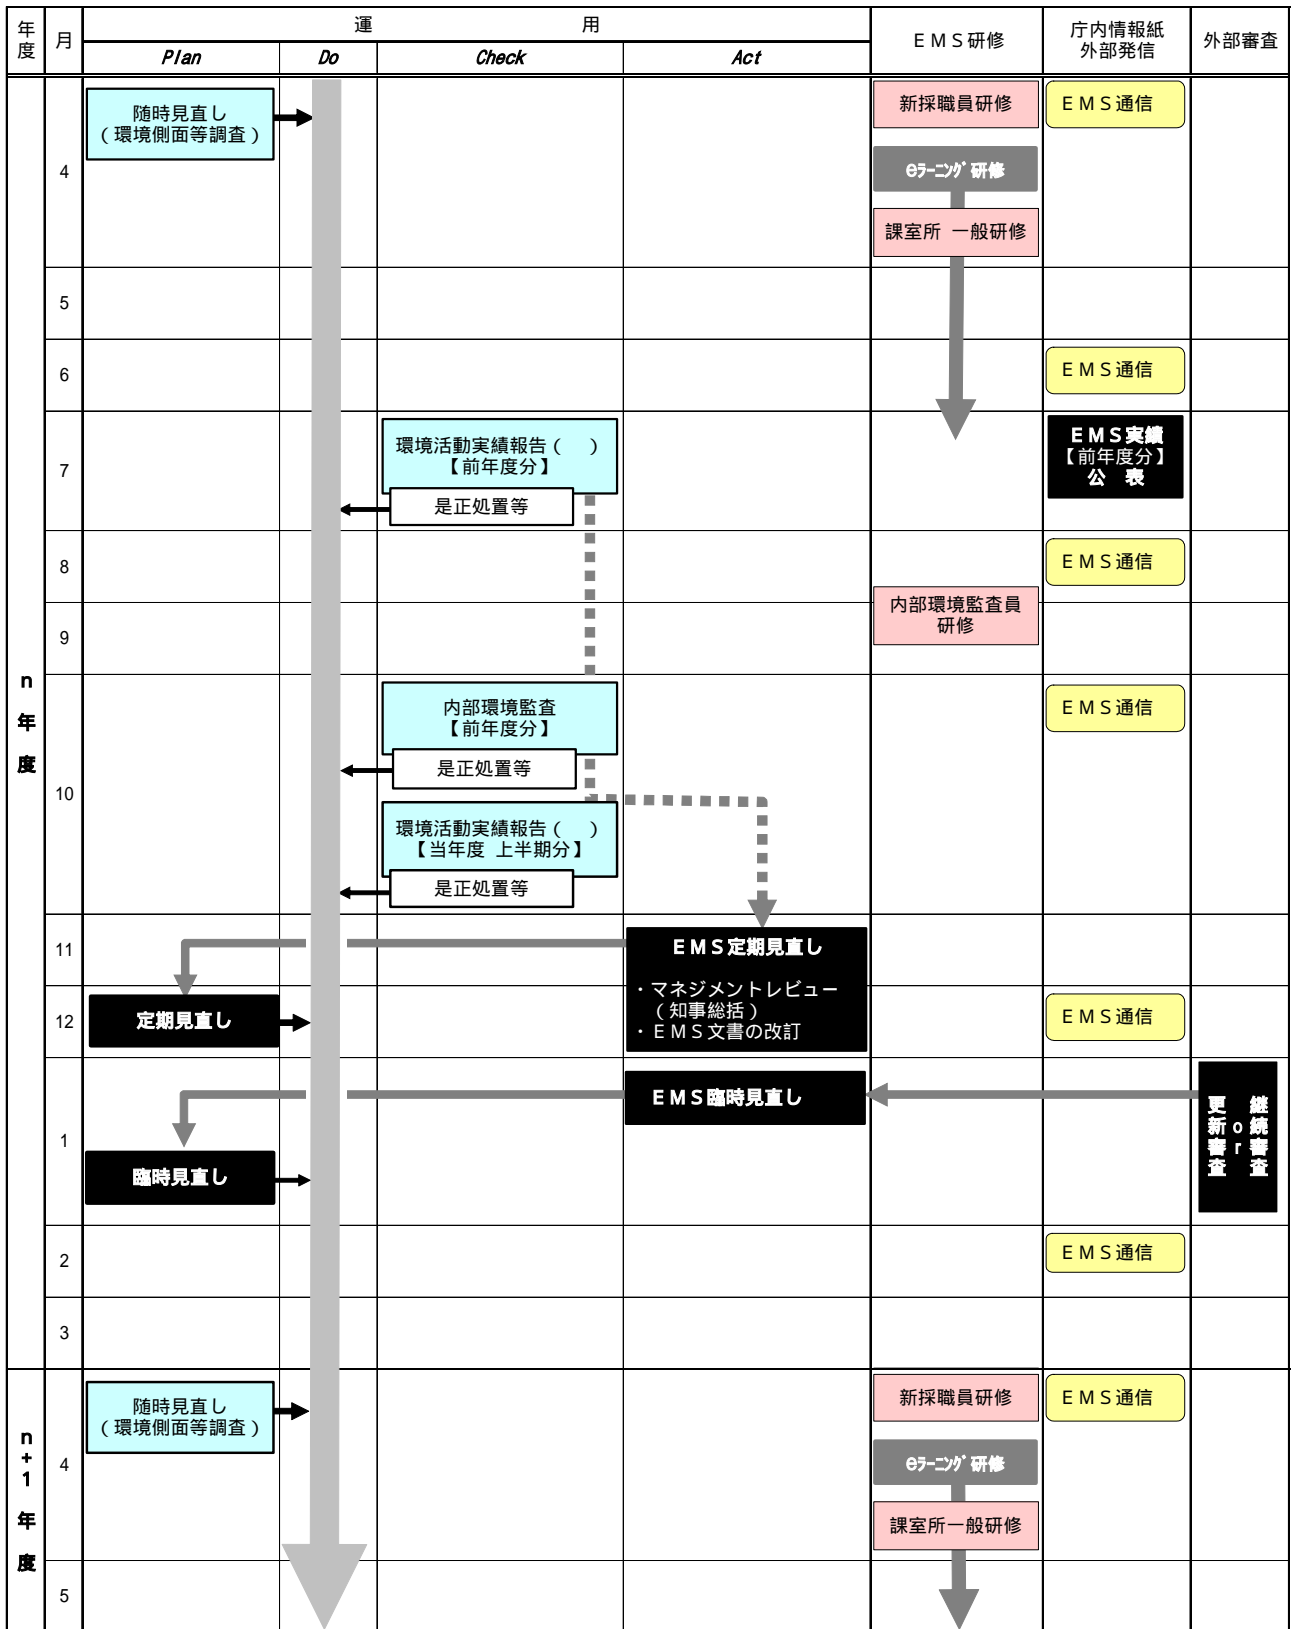 年度
月
運 用
Plan
Do
Check
Act
ＥＭＳ研修
庁内情報紙
外部発信
外部審査
n年度
4
随時見直し
（環境側面等調査）
新採職員研修
ＥＭＳ通信
eﾗｰﾆﾝｸﾞ研修
課室所 一般研修
5
6
ＥＭＳ通信
7
環境活動実績報告（　）
【前年度分】
是正処置等
ＥＭＳ実績
【前年度分】
公 表
8
ＥＭＳ通信
9
内部環境監査員
研修
10
内部環境監査
【前年度分】
是正処置等
ＥＭＳ通信
環境活動実績報告（　）
【当年度 上半期分】
是正処置等
11
ＥＭＳ定期見直し
・マネジメントレビュー
（知事総括）
・ＥＭＳ文書の改訂
12
定期見直し
ＥＭＳ通信
1
ＥＭＳ臨時見直し
継続審査
or
更新審査
臨時見直し
2
ＥＭＳ通信
3
n+1年度
4
随時見直し
（環境側面等調査）
新採職員研修
ＥＭＳ通信
eﾗｰﾆﾝｸﾞ研修
課室所一般研修
5